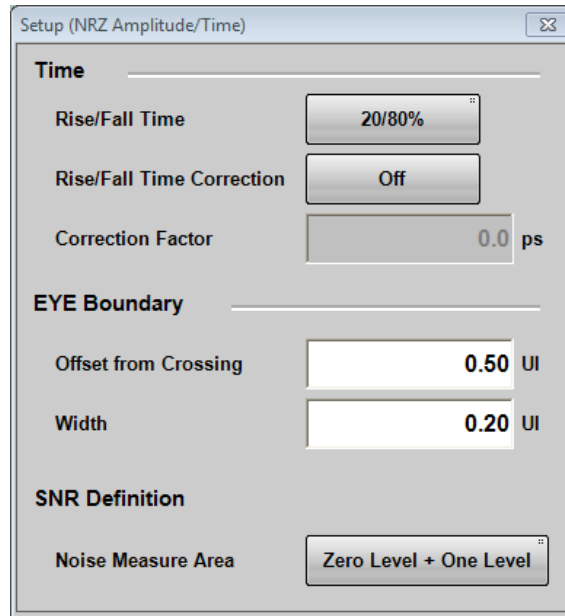 Setup (NRZ Amplitude/Time)
Time
Rise/Fall Time 20/80%
Rise/Fall Time Correction Off
Correction Factor 0.0 ps
EYE Boundary
Offset from Crossing 0.50 UI
Width 0.20 UI
SNR Definition
Noise Measure Area Zero Level + One Level